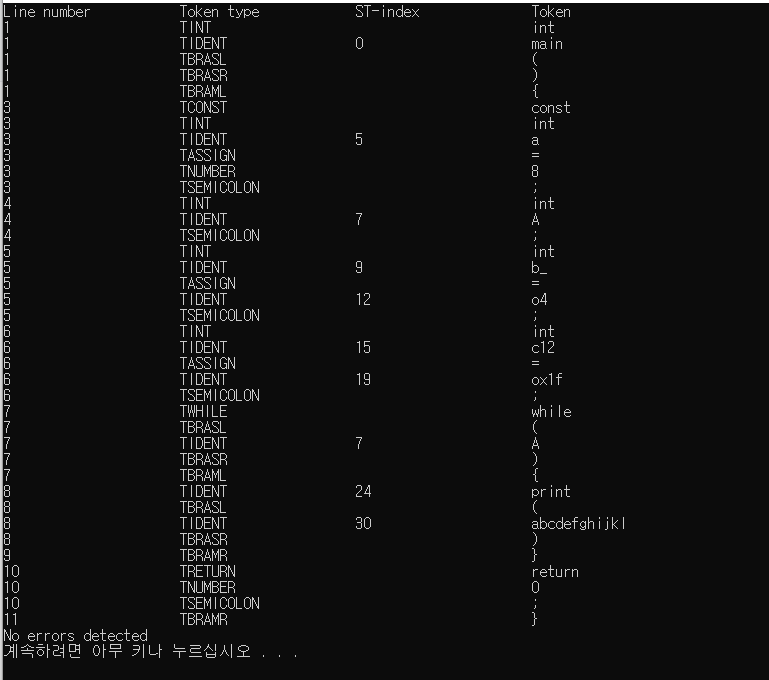 Line number Token type ST-index Token
1 TINT int
1 TIDENT 0 main
1 TBRASL (
1 TBRASR )
1 TBRAML {
3 TCONST const
3 TINT int
3 TIDENT 5 a
3 TASSIGN =
3 TNUMBER 8
3 TSEMICOLON ;
4 TINT int
4 TIDENT 7 A
4 TSEMICOLON ;
5 TINT int
5 TIDENT 9 b_
5 TASSIGN =
5 TIDENT 12 o4
5 TSEMICOLON ;
6 TINT int
6 TIDENT 15 c12
6 TASSIGN =
6 TIDENT 19 ox1f
6 TSEMICOLON ;
7 TWHILE while
7 TBRASL (
7 TIDENT 7 A
7 TBRASR )
7 TBRAML {
8 TIDENT 24 print
8 TBRASL (
8 TIDENT 30 abcdefghijkl
8 TBRASR )
9 TBRAMR }
10 TRETURN return
10 TNUMBER 0
10 TSEMICOLON ;
11 TBRAMR }
No errors detected
계속하려면 아무 키나 누르십시오 . . .